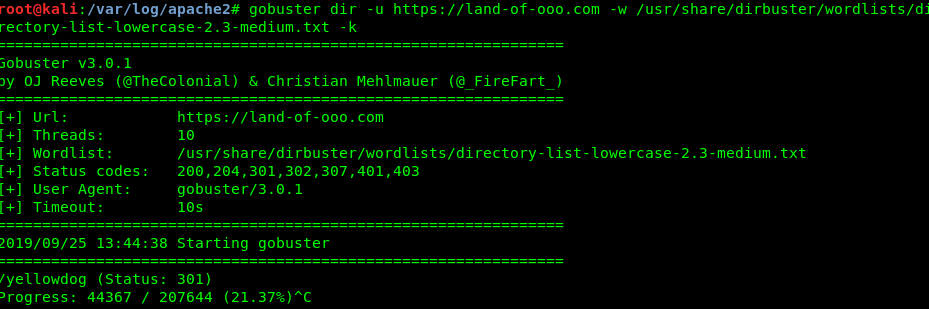 root@kali:/var/log/apache2# gobuster dir -u https://land-of-ooo.com -w /usr/share/dirbuster/wordlists/di
rectory-list-lowercase-2.3-medium.txt -k
===============================================================
Gobuster v3.0.1
by OJ Reeves (@TheColonial) & Christian Mehlmauer (@_FireFart_)
===============================================================
[+] Url:            https://land-of-ooo.com
[+] Threads:        10
[+] Wordlist:       /usr/share/dirbuster/wordlists/directory-list-lowercase-2.3-medium.txt
[+] Status codes:   200,204,301,302,307,401,403
[+] User Agent:     gobuster/3.0.1
[+] Timeout:        10s
===============================================================
2019/09/25 13:44:38 Starting gobuster
===============================================================
/yellowdog (Status: 301)
Progress: 44367 / 207644 (21.37%)^C